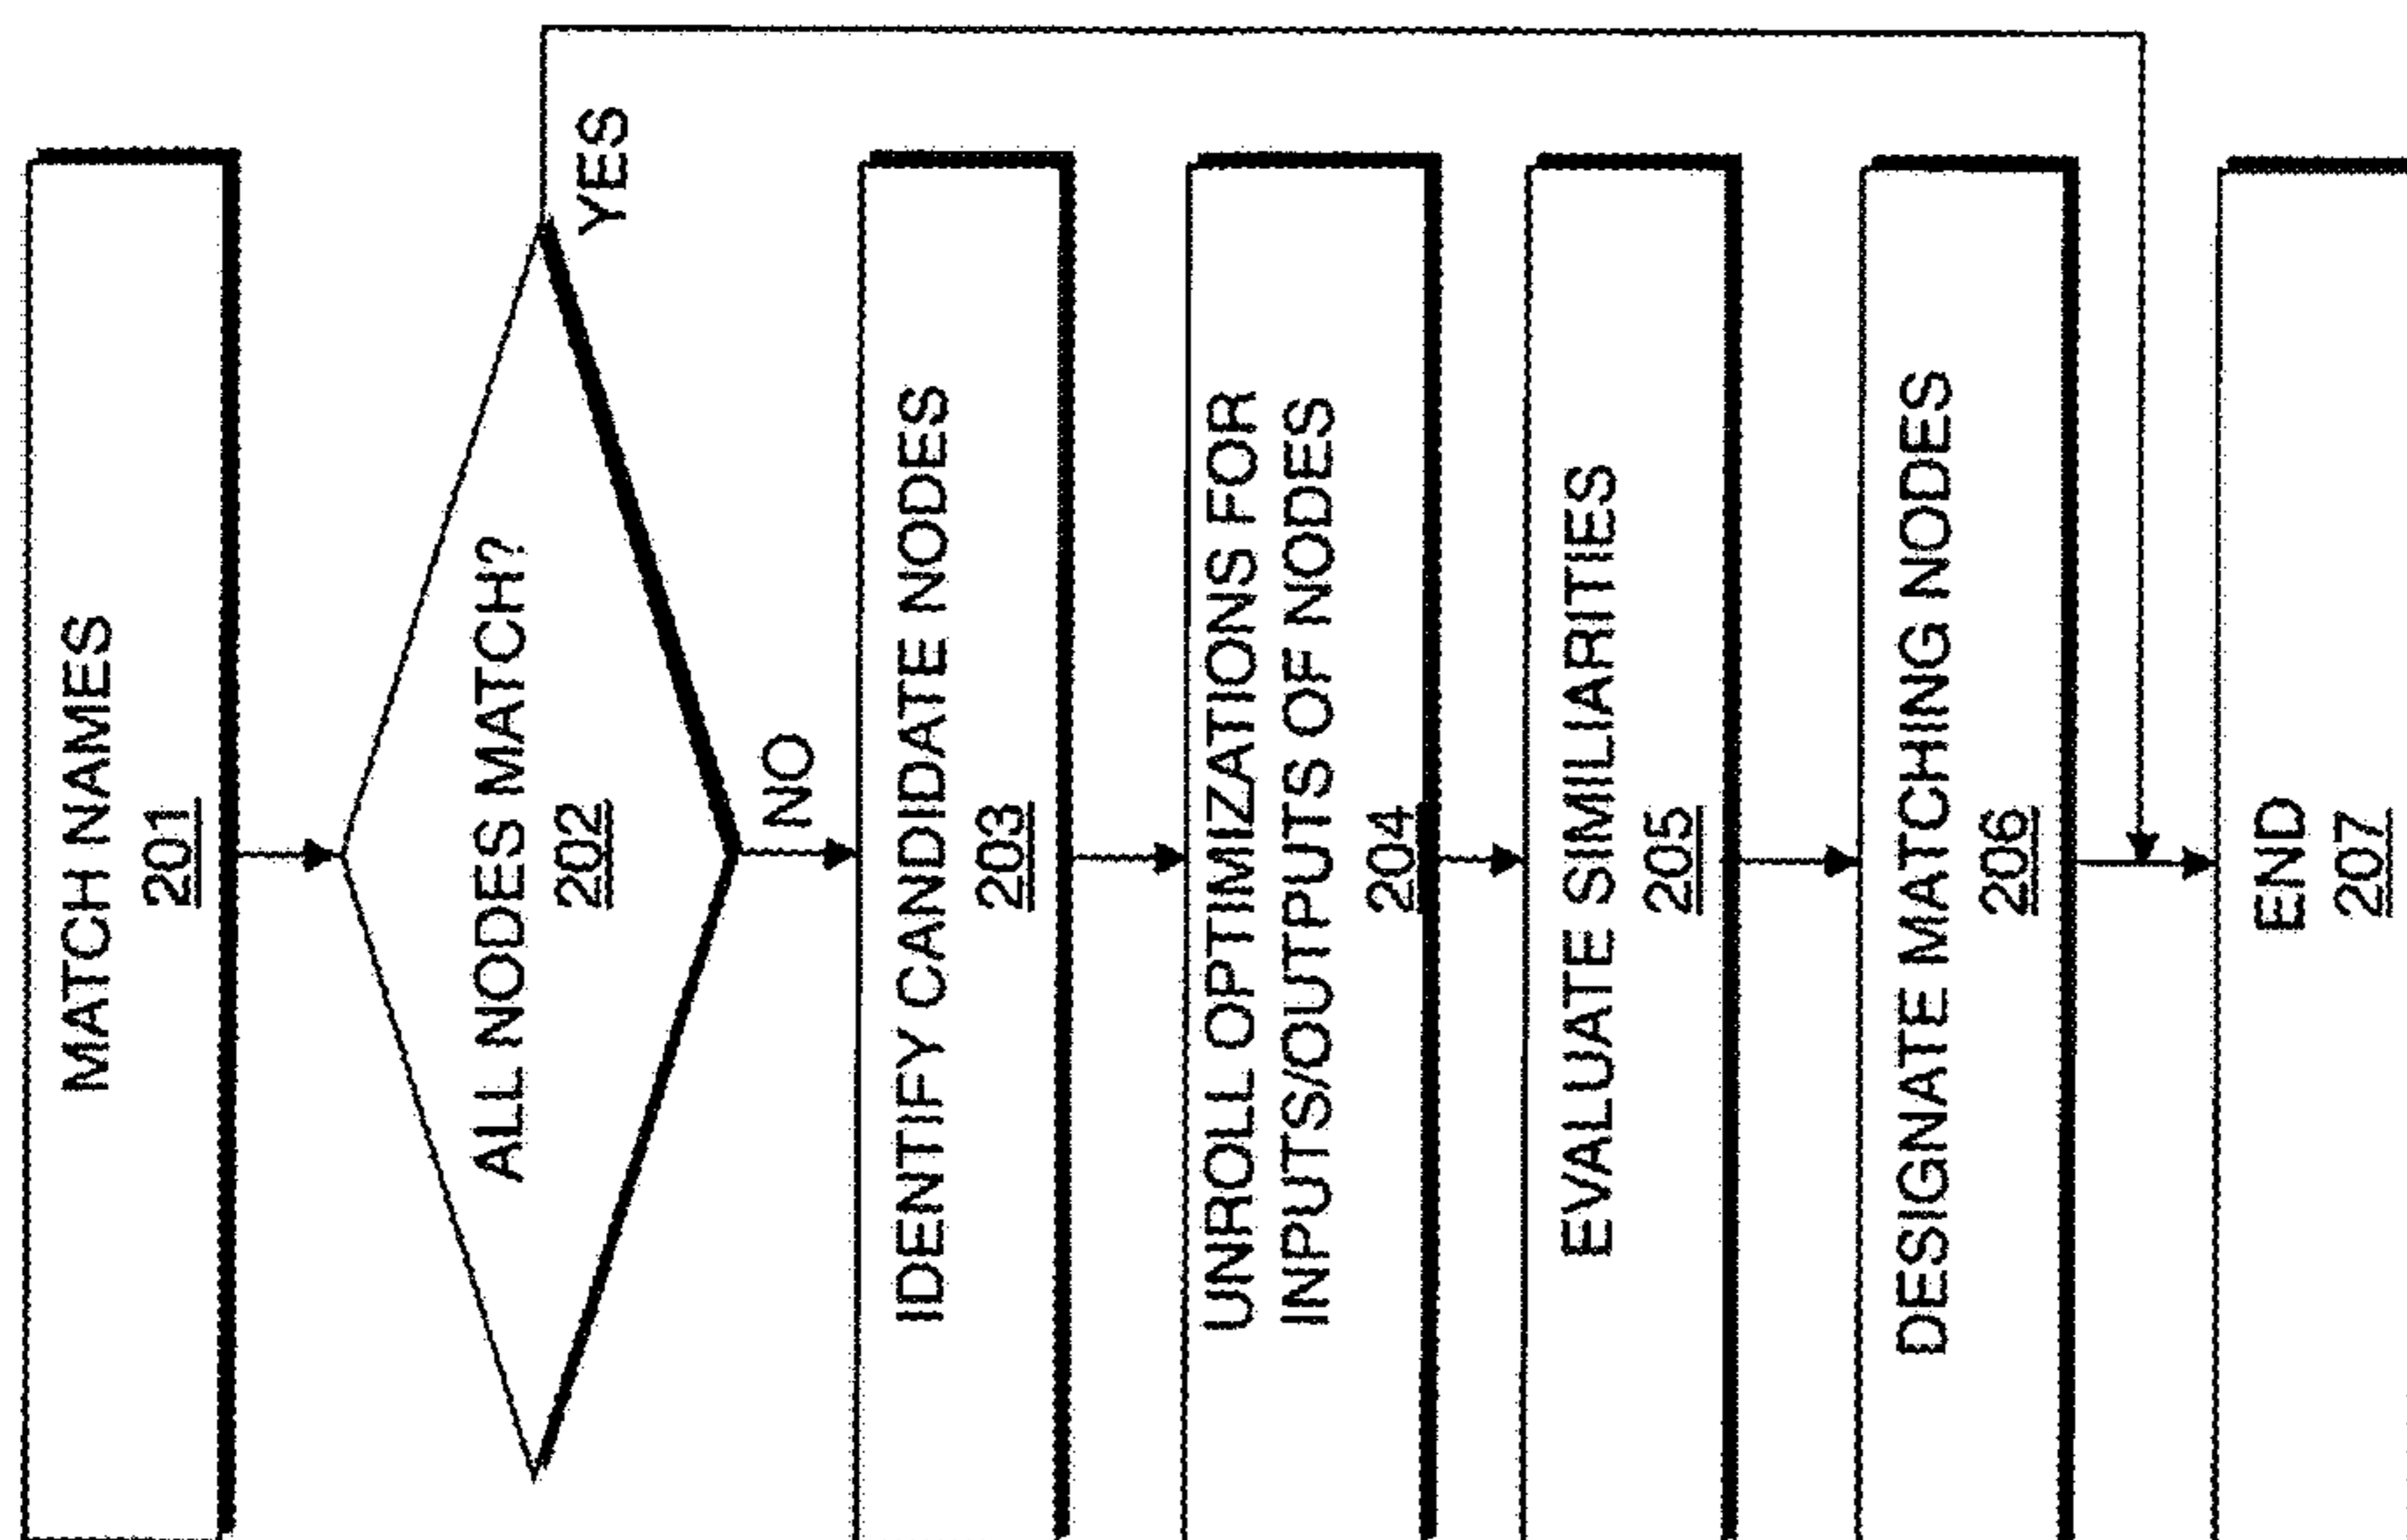 MATCH NAMES
201
ALL NODES MATCH?
202
YES
NO
IDENTIFY CANDIDATE NODES
203
UNROLL OPTIMIZATIONS FOR
INPUTS/OUTPUTS OF NODES
204
EVALUATE SIMILIARITIES
205
DESIGNATE MATCHING NODES
206
END
207